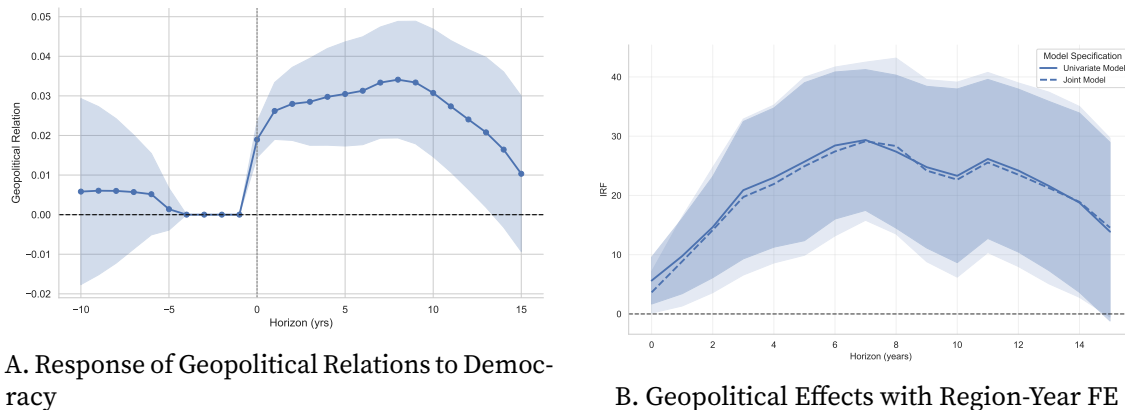 0.05
0.04
0.03
0.02
0.01
0.00
−0.01
−0.02
Geopolitical Relation
−10
−5
0
5
10
15
Horizon (yrs)
A. Response of Geopolitical Relations to Democ-
racy
Model Specification
Univariate Model
Joint Model
40
30
20
10
0
IRF
0
2
4
6
8
10
12
14
Horizon (years)
B. Geopolitical Effects with Region-Year FE